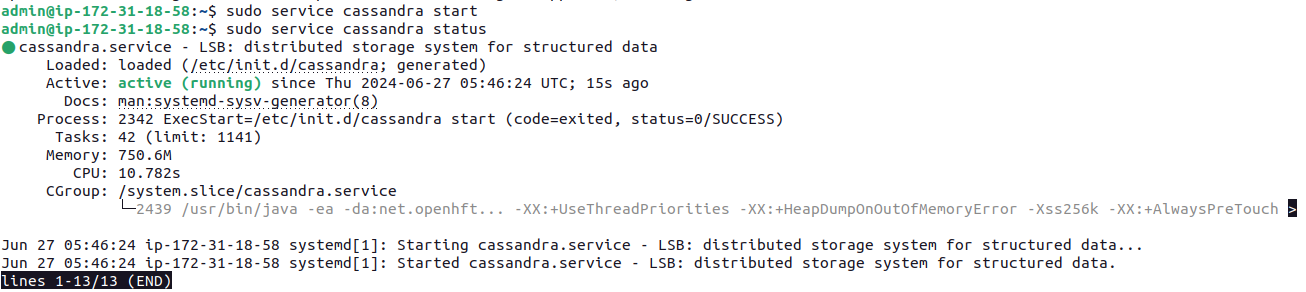 admin@ip-172-31-18-58:~$ sudo service cassandra start
admin@ip-172-31-18-58:~$ sudo service cassandra status
● cassandra.service - LSB: distributed storage system for structured data
     Loaded: loaded (/etc/init.d/cassandra; generated)
     Active: active (running) since Thu 2024-06-27 05:46:24 UTC; 15s ago
       Docs: man:systemd-sysv-generator(8)
    Process: 2342 ExecStart=/etc/init.d/cassandra start (code=exited, status=0/SUCCESS)
      Tasks: 42 (limit: 1141)
     Memory: 750.6M
        CPU: 10.782s
     CGroup: /system.slice/cassandra.service
             └─2439 /usr/bin/java -ea -da:net.openhft... -XX:+UseThreadPriorities -XX:+HeapDumpOnOutOfMemoryError -Xss256k -XX:+AlwaysPreTouch >
Jun 27 05:46:24 ip-172-31-18-58 systemd[1]: Starting cassandra.service - LSB: distributed storage system for structured data...
Jun 27 05:46:24 ip-172-31-18-58 systemd[1]: Started cassandra.service - LSB: distributed storage system for structured data.
lines 1-13/13 (END)